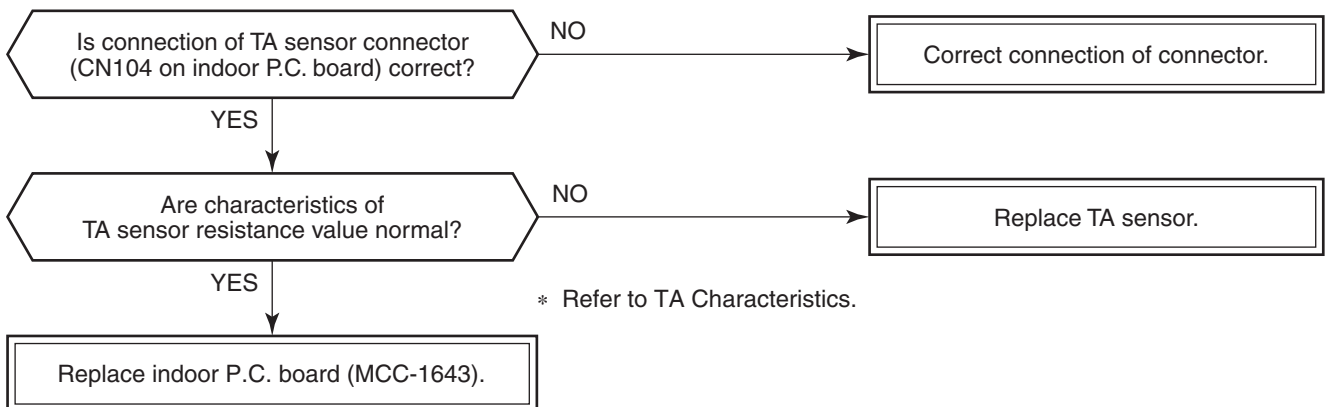 Is connection of TA sensor connector
(CN104 on indoor P.C. board) correct?
NO
Correct connection of connector.
YES
Are characteristics of
TA sensor resistance value normal?
NO
Replace TA sensor.
YES
* Refer to TA Characteristics.
Replace indoor P.C. board (MCC-1643).